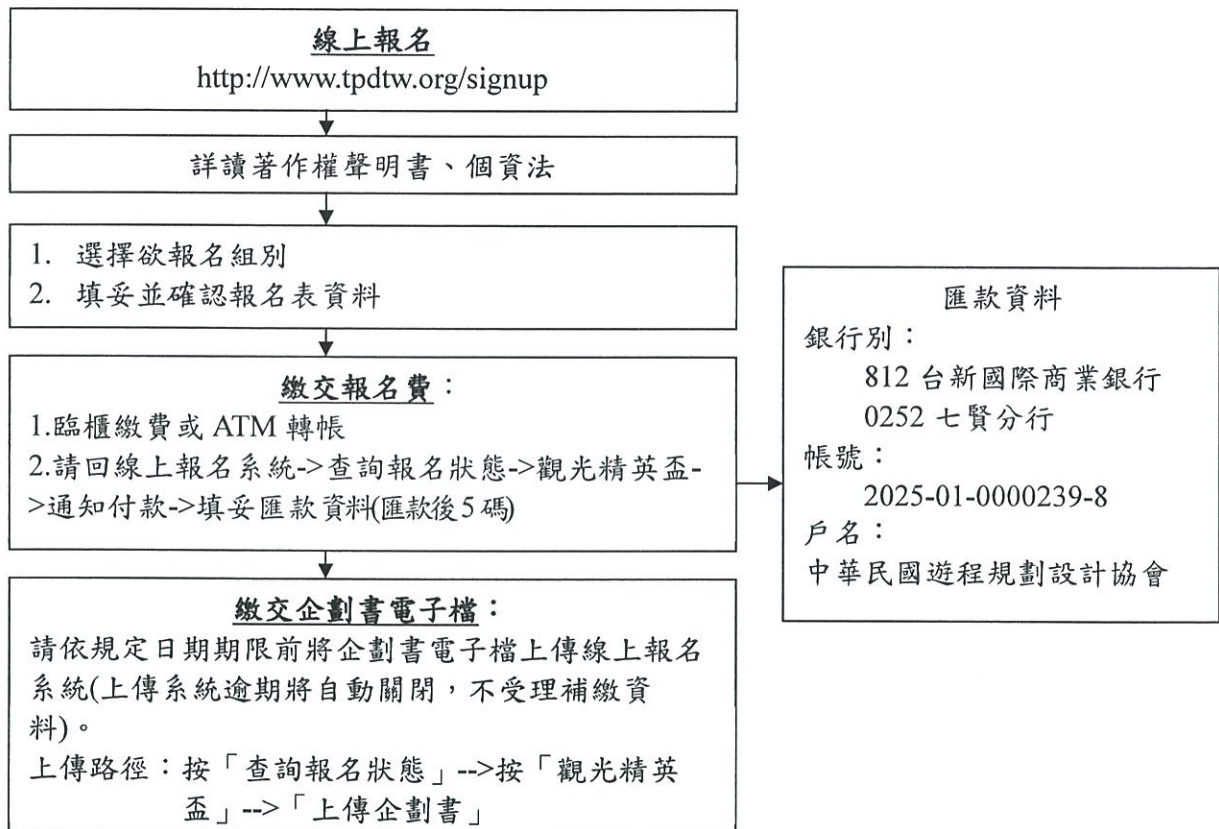 線上報名
http://www.tpdtw.org/signup
詳讀著作權聲明書、個資法
1. 選擇欲報名組別
2. 填妥並確認報名表資料
繳交報名費：
1.臨櫃繳費或 ATM 轉帳
2.請回線上報名系統->查詢報名狀態->觀光精英盃-
>通知付款->填妥匯款資料(匯款後5碼)
匯款資料
銀行別：
812 台新國際商業銀行
0252 七賢分行
帳號：
2025-01-0000239-8
戶名：
中華民國遊程規劃設計協會
繳交企劃書電子檔：
請依規定日期期限前將企劃書電子檔上傳線上報名
系統(上傳系統逾期將自動關閉，不受理補繳資
料)。
上傳路徑：按「查詢報名狀態」-->按「觀光精英
盃」-->「上傳企劃書」